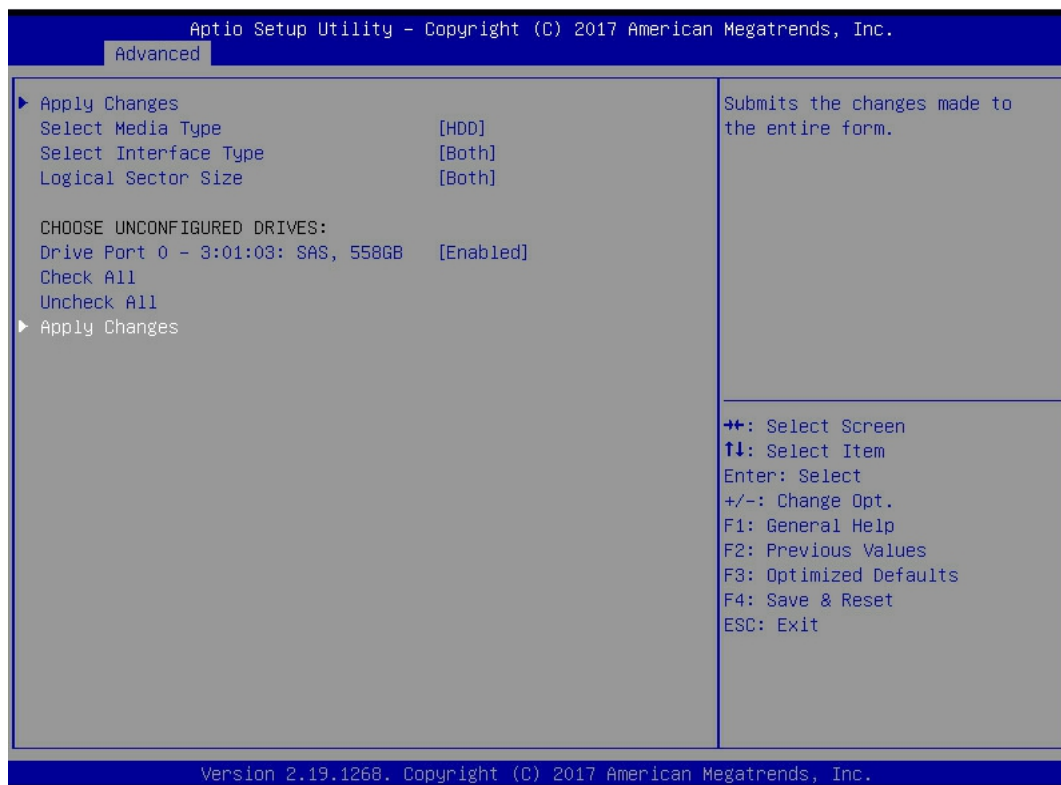 Aptio Setup Utility – Copyright (C) 2017 American Megatrends, Inc.
Advanced
▶ Apply Changes
Select Media Type [HDD]
Select Interface Type [Both]
Logical Sector Size [Both]
CHOOSE UNCONFIGURED DRIVES:
Drive Port 0 – 3:01:03: SAS, 558GB [Enabled]
Check All
Uncheck All
▶ Apply Changes
Submits the changes made to
the entire form.
→←: Select Screen
↑↓: Select Item
Enter: Select
+/-: Change Opt.
F1: General Help
F2: Previous Values
F3: Optimized Defaults
F4: Save & Reset
ESC: Exit
Version 2.19.1268. Copyright (C) 2017 American Megatrends, Inc.